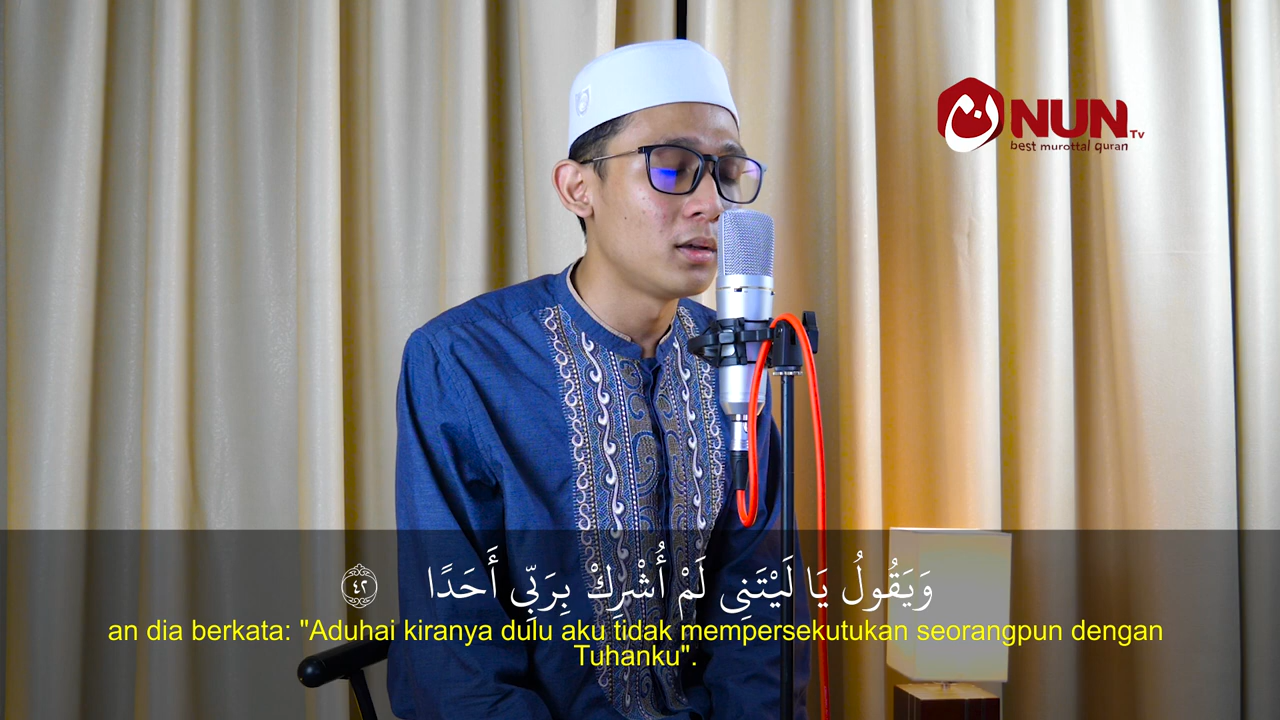 NUN Tv
best murottal quran
وَيَقُولُ يَا لَيْتَنِى لَمْ أُشْرِكْ بِرَبِّى أَحَدًا ٤٢
an dia berkata: "Aduhai kiranya dulu aku tidak mempersekutukan seorangpun dengan
Tuhanku".